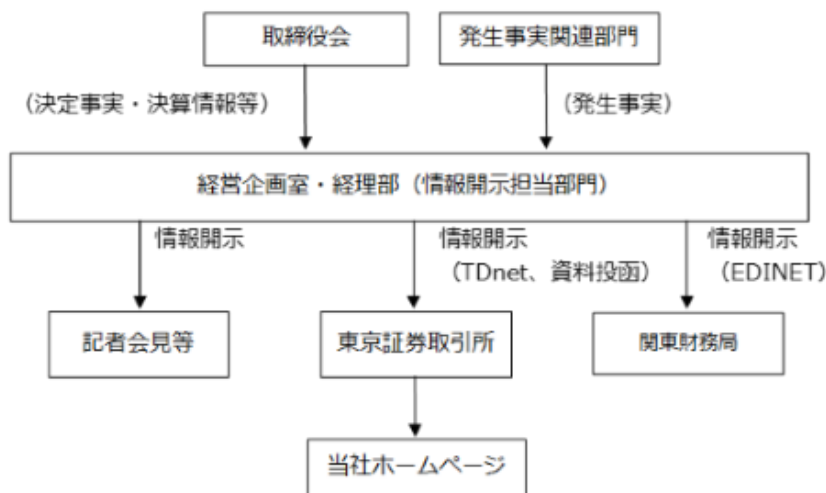 取締役会
発生事実関連部門
（決定事実・決算情報等）
（発生事実）
経営企画室・経理部（情報開示担当部門）
情報開示
情報開示
（TDnet、資料投函）
情報開示
（EDINET）
記者会見等
東京証券取引所
関東財務局
当社ホームページ